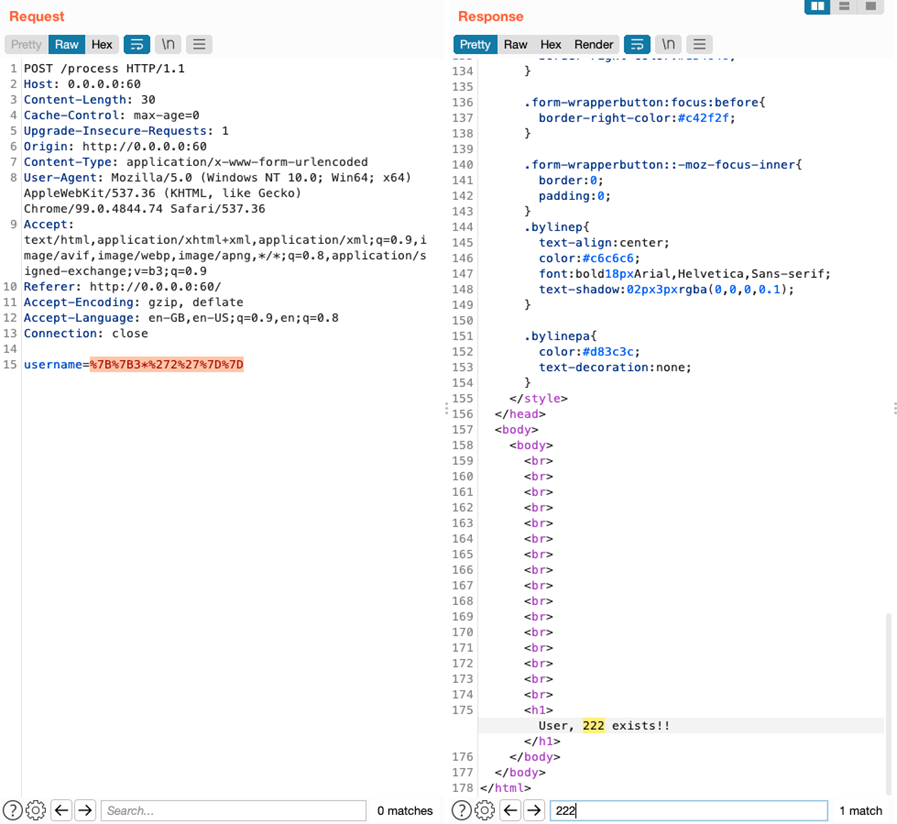 Request
Pretty Raw Hex \n
1 POST /process HTTP/1.1
2 Host: 0.0.0.0:60
3 Content-Length: 30
4 Cache-Control: max-age=0
5 Upgrade-Insecure-Requests: 1
6 Origin: http://0.0.0.0:60
7 Content-Type: application/x-www-form-urlencoded
8 User-Agent: Mozilla/5.0 (Windows NT 10.0; Win64; x64)
AppleWebKit/537.36 (KHTML, like Gecko)
Chrome/99.0.4844.74 Safari/537.36
9 Accept:
text/html,application/xhtml+xml,application/xml;q=0.9,i
mage/avif,image/webp,image/apng,*/*;q=0.8,application/s
igned-exchange;v=b3;q=0.9
10 Referer: http://0.0.0.0:60/
11 Accept-Encoding: gzip, deflate
12 Accept-Language: en-GB,en-US;q=0.9,en;q=0.8
13 Connection: close
14
15 username=%7B%7B3*%272%27%7D%7D
Search...
0 matches
Response
Pretty Raw Hex Render \n
134 }
135
136 .form-wrapperbutton:focus:before{
137 border-right-color:#c42f2f;
138 }
139
140 .form-wrapperbutton::-moz-focus-inner{
141 border:0;
142 padding:0;
143 }
144 .bylinep{
145 text-align:center;
146 color:#c6c6c6;
147 font:bold18pxArial,Helvetica,Sans-serif;
148 text-shadow:02px3pxrgba(0,0,0,0.1);
149 }
150
151 .bylinepa{
152 color:#d83c3c;
153 text-decoration:none;
154 }
155 </style>
156 </head>
157 <body>
158 <body>
159 <br>
160 <br>
161 <br>
162 <br>
163 <br>
164 <br>
165 <br>
166 <br>
167 <br>
168 <br>
169 <br>
170 <br>
171 <br>
172 <br>
173 <br>
174 <br>
175 <h1>
User, 222 exists!!
</h1>
176 </body>
177 </body>
178 </html>
222
1 match